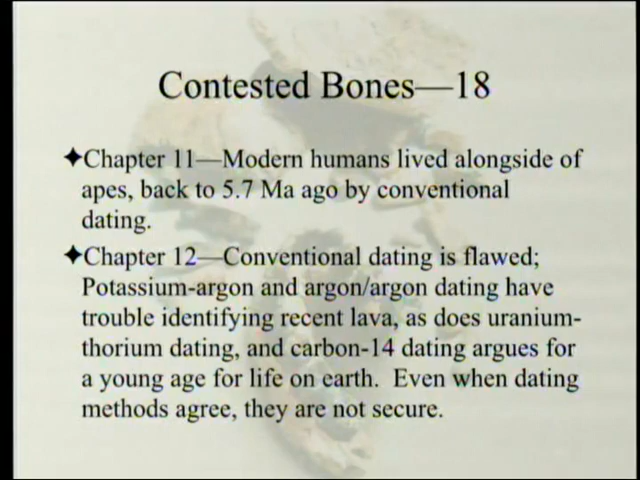 Contested Bones—18
✦Chapter 11—Modern humans lived alongside of
apes, back to 5.7 Ma ago by conventional
dating.
✦Chapter 12—Conventional dating is flawed;
Potassium-argon and argon/argon dating have
trouble identifying recent lava, as does uranium-
thorium dating, and carbon-14 dating argues for
a young age for life on earth.  Even when dating
methods agree, they are not secure.